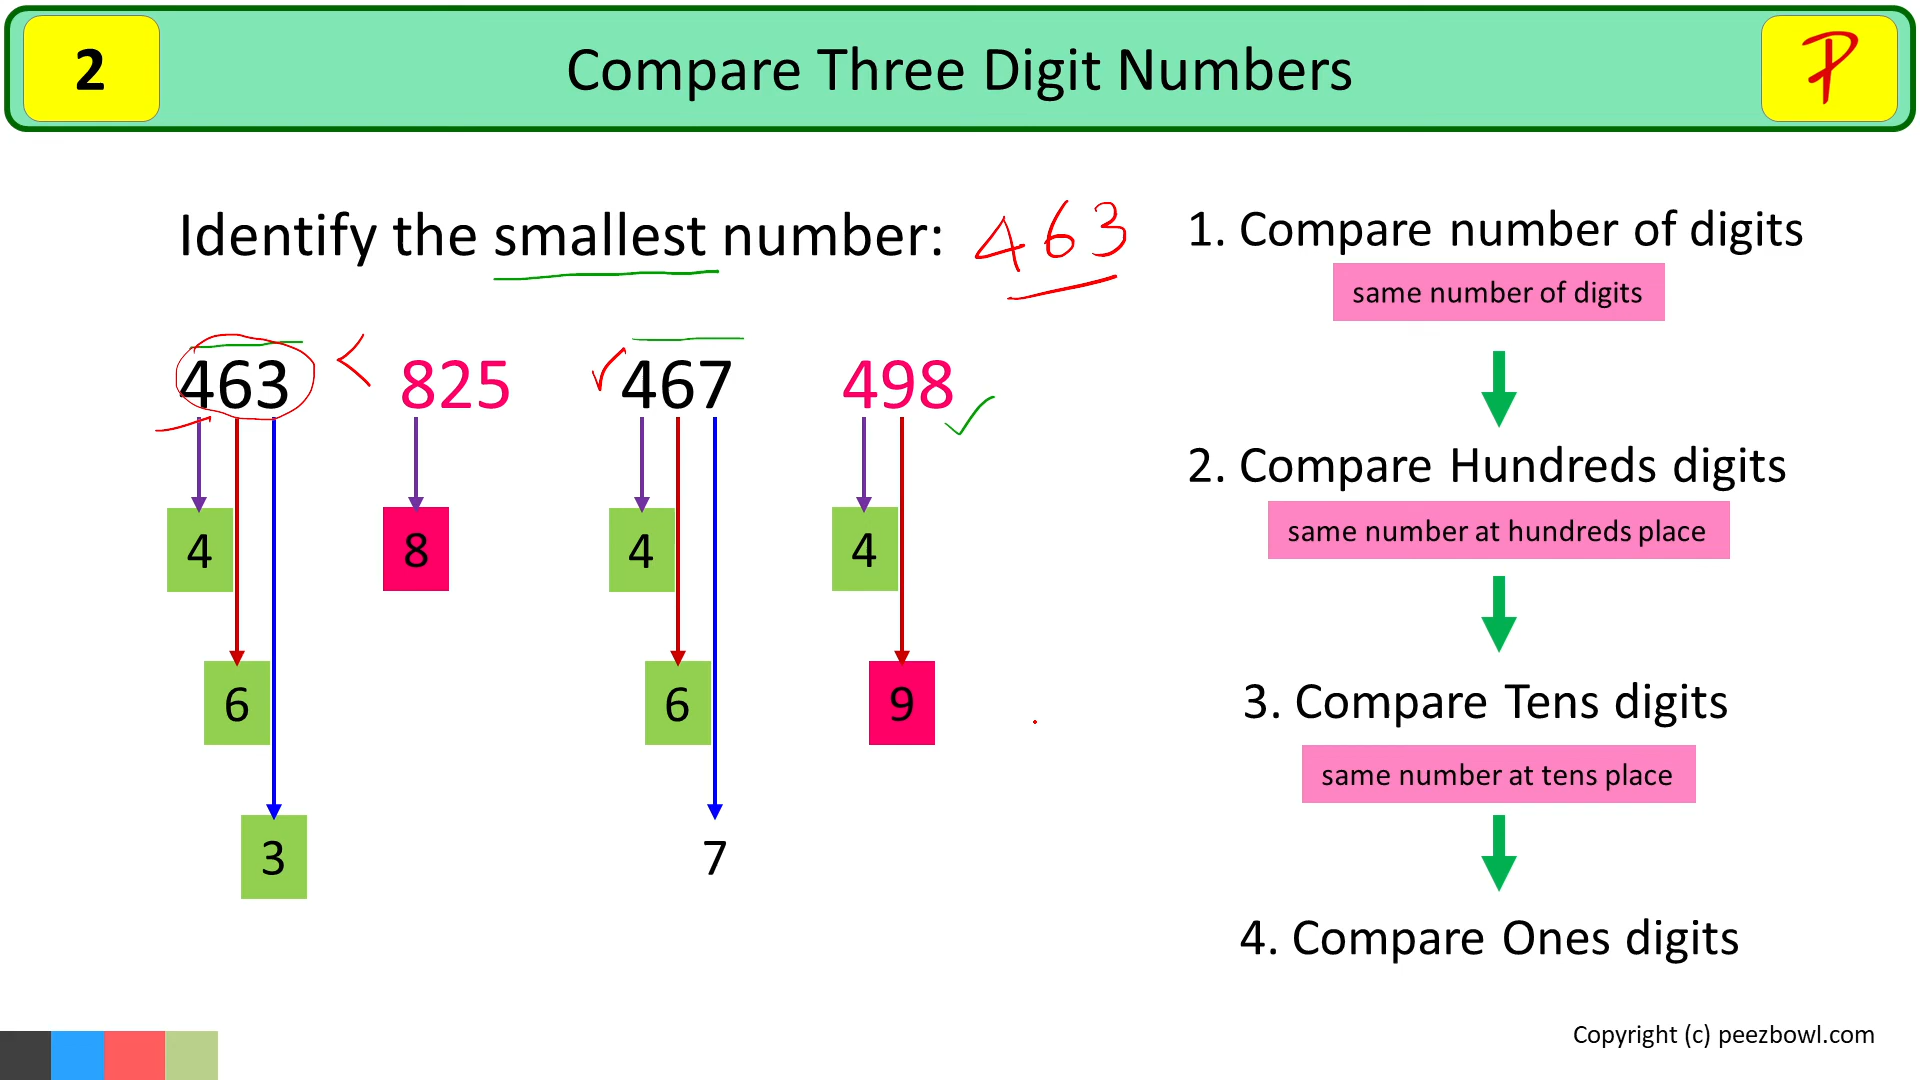 2
Compare Three Digit Numbers
P
Identify the smallest number: 463
463 < 825 467 498
4 8 4 4
6 6 9
3 7
1. Compare number of digits
same number of digits
2. Compare Hundreds digits
same number at hundreds place
3. Compare Tens digits
same number at tens place
4. Compare Ones digits
Copyright (c) peezbowl.com